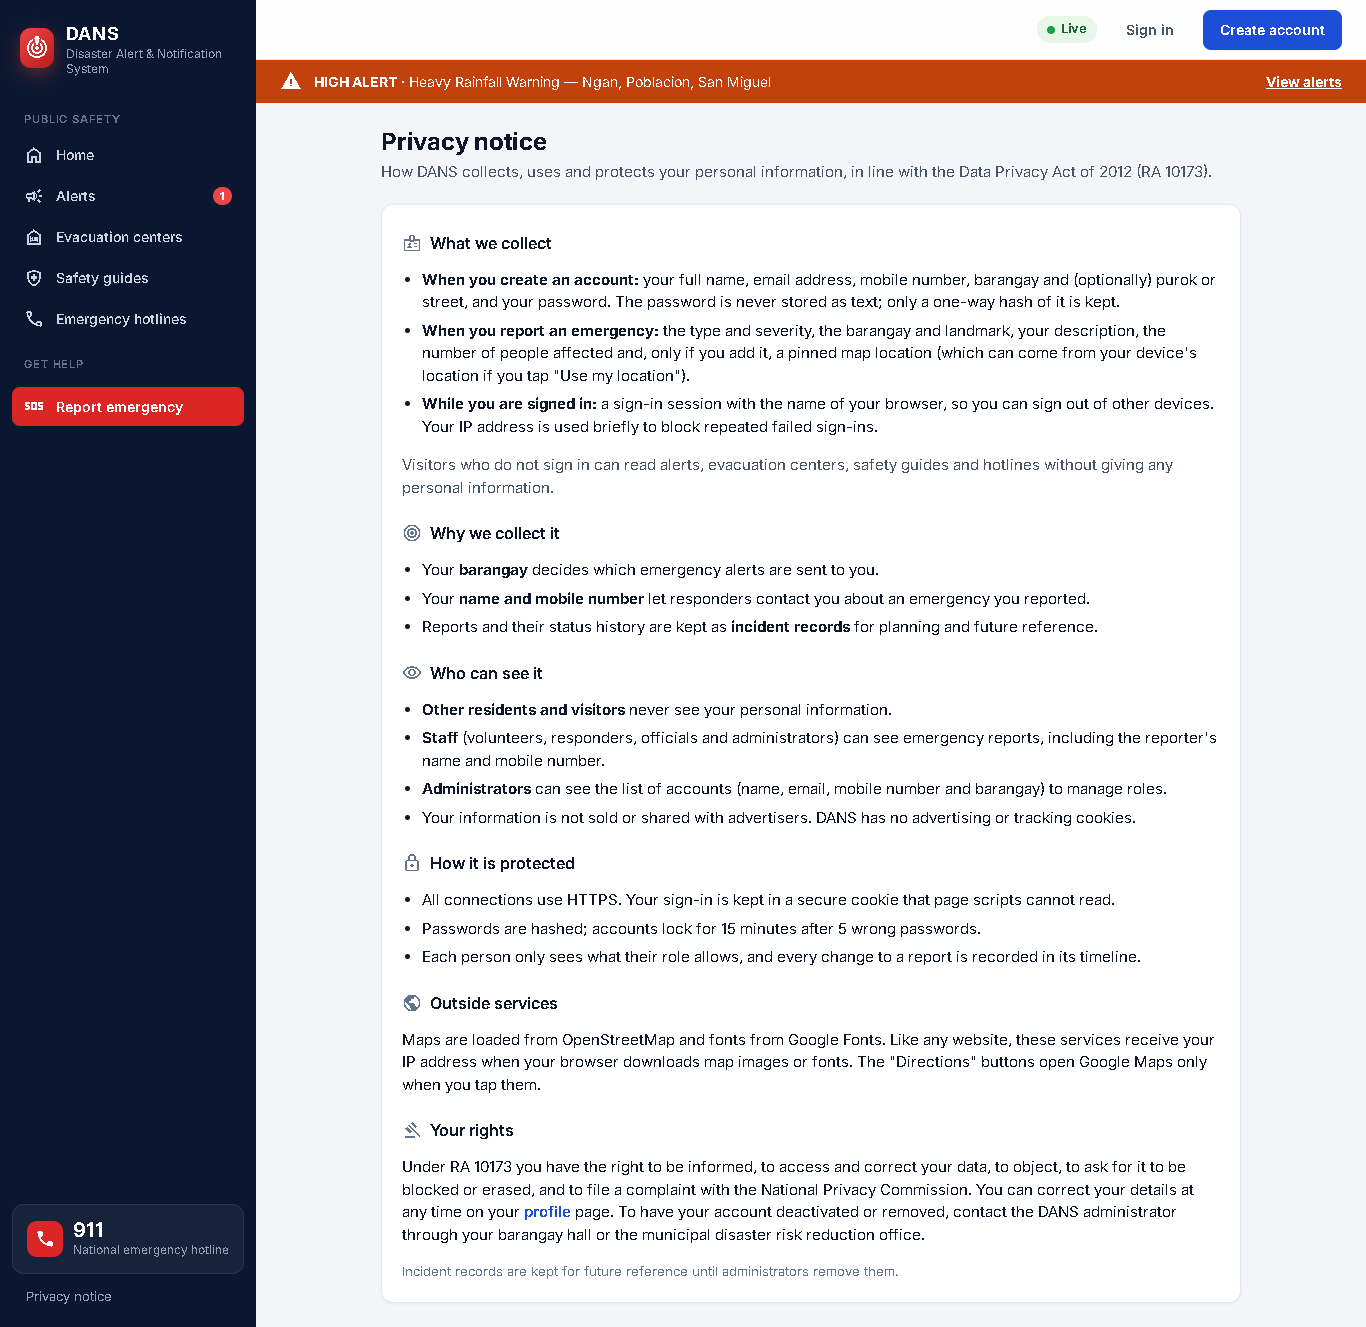 DANS
Disaster Alert & Notification
System
PUBLIC SAFETY
Home
Alerts
1
Evacuation centers
Safety guides
Emergency hotlines
GET HELP
SOS Report emergency
911
National emergency hotline
Privacy notice
Live
Sign in
Create account
HIGH ALERT · Heavy Rainfall Warning — Ngan, Poblacion, San Miguel
View alerts
Privacy notice
How DANS collects, uses and protects your personal information, in line with the Data Privacy Act of 2012 (RA 10173).
What we collect
• When you create an account: your full name, email address, mobile number, barangay and (optionally) purok or
street, and your password. The password is never stored as text; only a one-way hash of it is kept.
• When you report an emergency: the type and severity, the barangay and landmark, your description, the
number of people affected and, only if you add it, a pinned map location (which can come from your device's
location if you tap "Use my location").
• While you are signed in: a sign-in session with the name of your browser, so you can sign out of other devices.
Your IP address is used briefly to block repeated failed sign-ins.
Visitors who do not sign in can read alerts, evacuation centers, safety guides and hotlines without giving any
personal information.
Why we collect it
• Your barangay decides which emergency alerts are sent to you.
• Your name and mobile number let responders contact you about an emergency you reported.
• Reports and their status history are kept as incident records for planning and future reference.
Who can see it
• Other residents and visitors never see your personal information.
• Staff (volunteers, responders, officials and administrators) can see emergency reports, including the reporter's
name and mobile number.
• Administrators can see the list of accounts (name, email, mobile number and barangay) to manage roles.
• Your information is not sold or shared with advertisers. DANS has no advertising or tracking cookies.
How it is protected
• All connections use HTTPS. Your sign-in is kept in a secure cookie that page scripts cannot read.
• Passwords are hashed; accounts lock for 15 minutes after 5 wrong passwords.
• Each person only sees what their role allows, and every change to a report is recorded in its timeline.
Outside services
Maps are loaded from OpenStreetMap and fonts from Google Fonts. Like any website, these services receive your
IP address when your browser downloads map images or fonts. The "Directions" buttons open Google Maps only
when you tap them.
Your rights
Under RA 10173 you have the right to be informed, to access and correct your data, to object, to ask for it to be
blocked or erased, and to file a complaint with the National Privacy Commission. You can correct your details at
any time on your profile page. To have your account deactivated or removed, contact the DANS administrator
through your barangay hall or the municipal disaster risk reduction office.
Incident records are kept for future reference until administrators remove them.